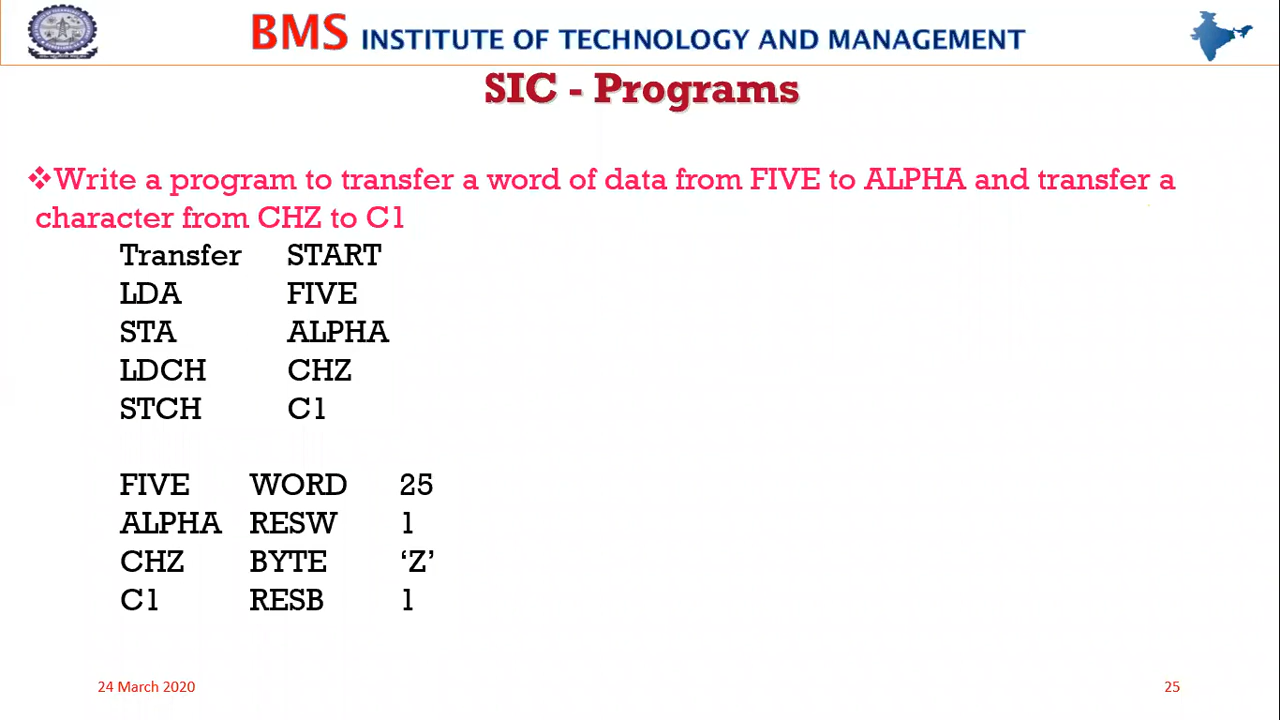 BMS INSTITUTE OF TECHNOLOGY AND MANAGEMENT
SIC - Programs
❖Write a program to transfer a word of data from FIVE to ALPHA and transfer a
character from CHZ to C1
Transfer START
LDA FIVE
STA ALPHA
LDCH CHZ
STCH C1
FIVE WORD 25
ALPHA RESW 1
CHZ BYTE ‘Z’
C1 RESB 1
24 March 2020 25